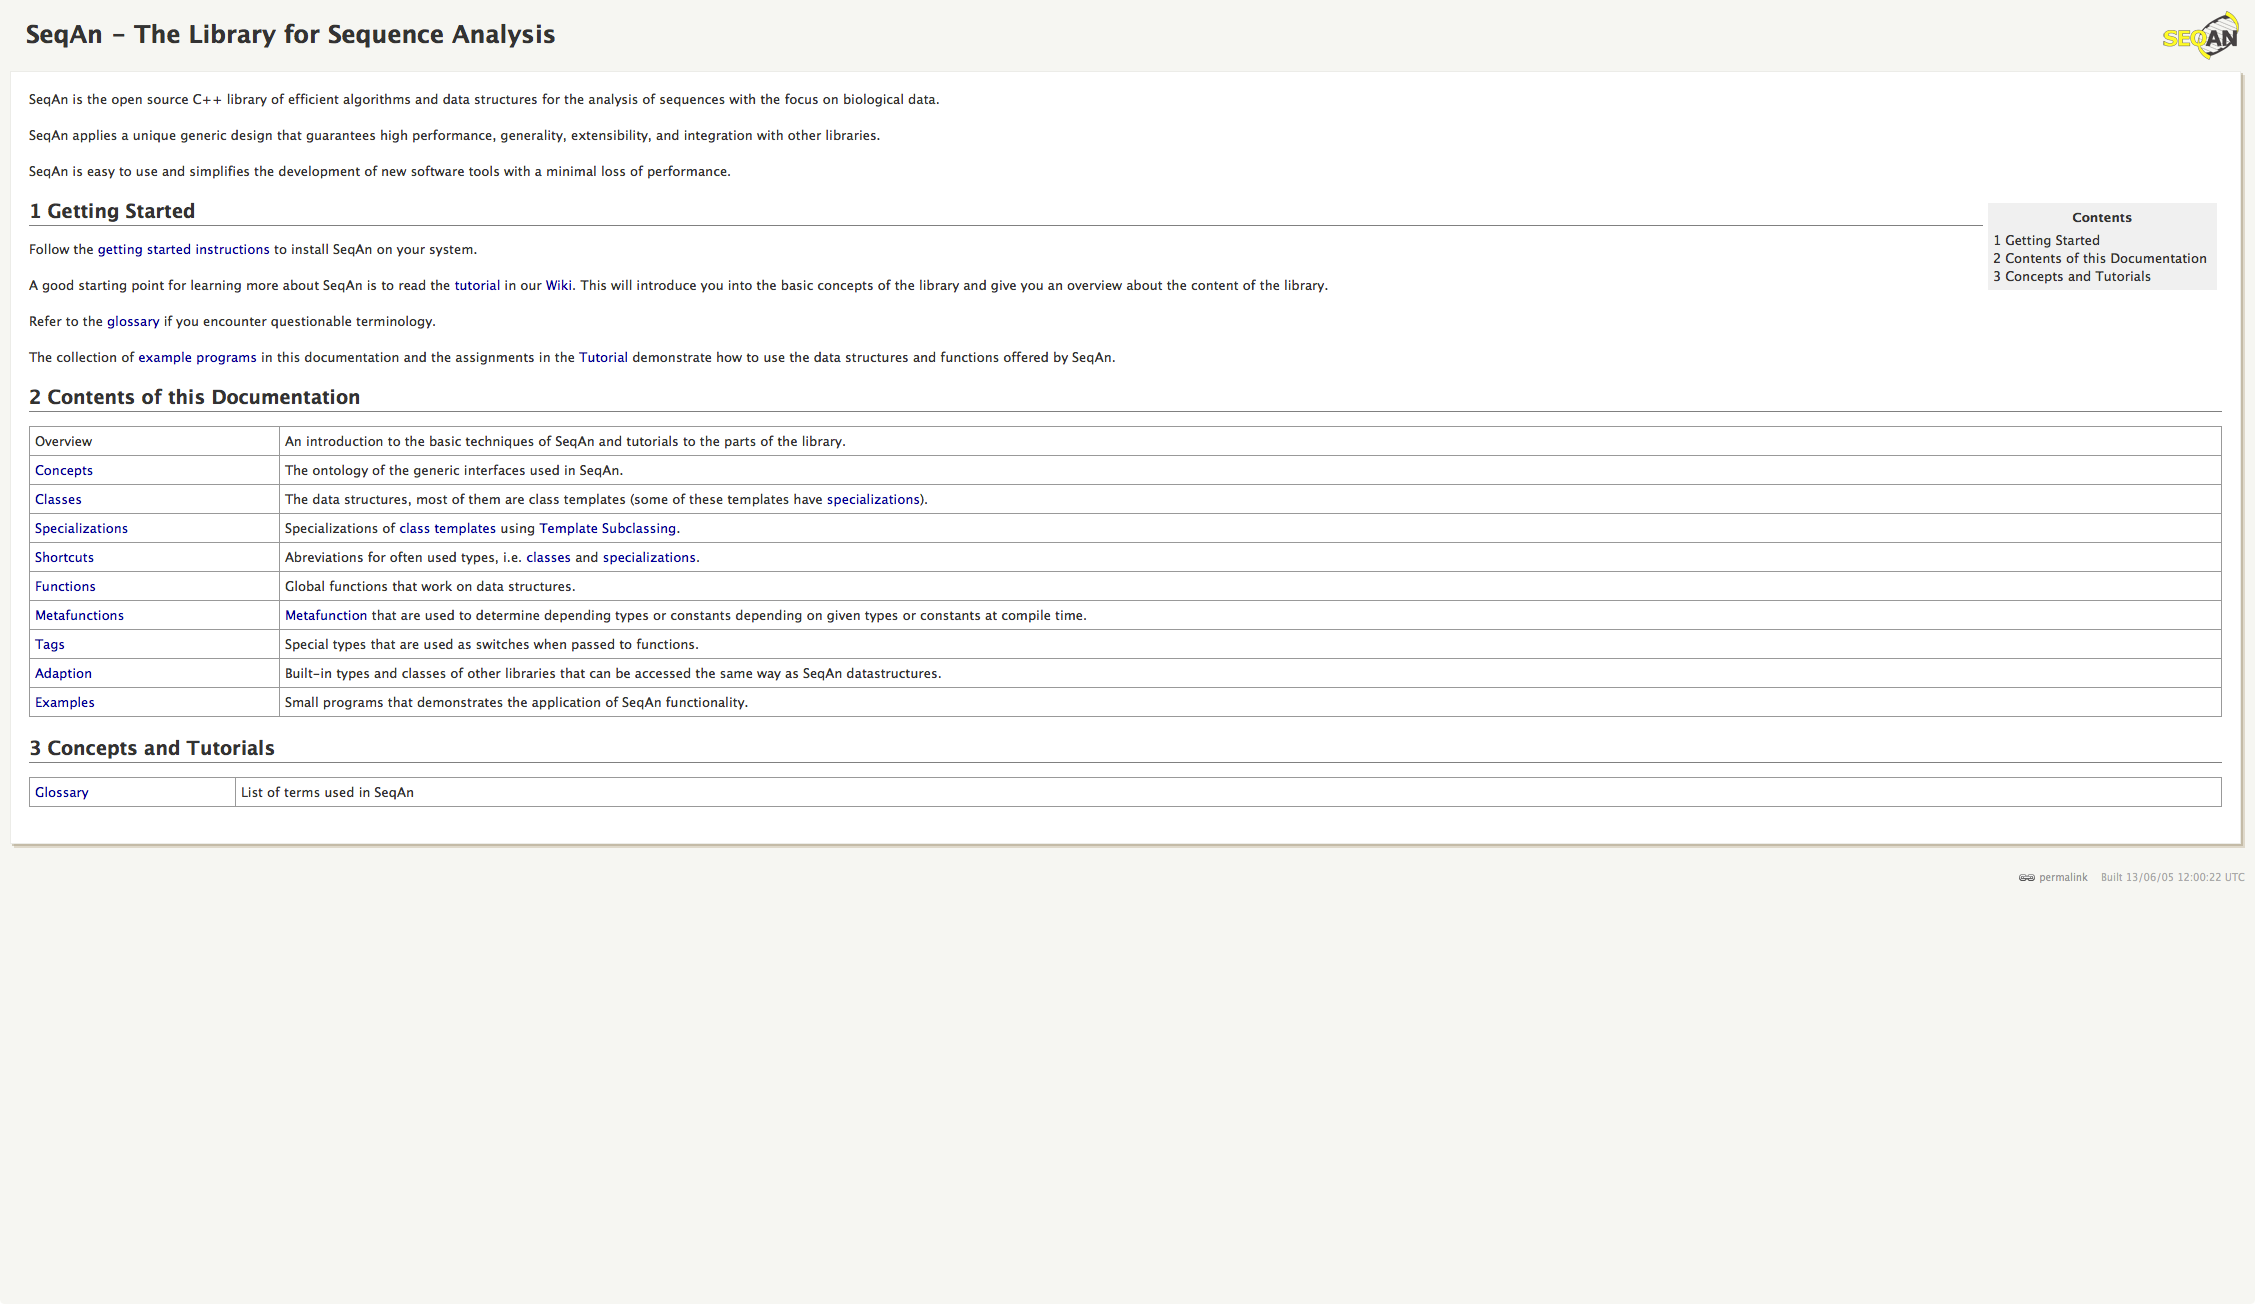 SeqAn - The Library for Sequence Analysis
SEQAN
SeqAn is the open source C++ library of efficient algorithms and data structures for the analysis of sequences with the focus on biological data.
SeqAn applies a unique generic design that guarantees high performance, generality, extensibility, and integration with other libraries.
SeqAn is easy to use and simplifies the development of new software tools with a minimal loss of performance.
1 Getting Started
Contents
1 Getting Started
2 Contents of this Documentation
3 Concepts and Tutorials
Follow the getting started instructions to install SeqAn on your system.
A good starting point for learning more about SeqAn is to read the tutorial in our Wiki. This will introduce you into the basic concepts of the library and give you an overview about the content of the library.
Refer to the glossary if you encounter questionable terminology.
The collection of example programs in this documentation and the assignments in the Tutorial demonstrate how to use the data structures and functions offered by SeqAn.
2 Contents of this Documentation
Overview An introduction to the basic techniques of SeqAn and tutorials to the parts of the library.
Concepts The ontology of the generic interfaces used in SeqAn.
Classes The data structures, most of them are class templates (some of these templates have specializations).
Specializations Specializations of class templates using Template Subclassing.
Shortcuts Abreviations for often used types, i.e. classes and specializations.
Functions Global functions that work on data structures.
Metafunctions Metafunction that are used to determine depending types or constants depending on given types or constants at compile time.
Tags Special types that are used as switches when passed to functions.
Adaption Built-in types and classes of other libraries that can be accessed the same way as SeqAn datastructures.
Examples Small programs that demonstrates the application of SeqAn functionality.
3 Concepts and Tutorials
Glossary List of terms used in SeqAn
permalink Built 13/06/05 12:00:22 UTC